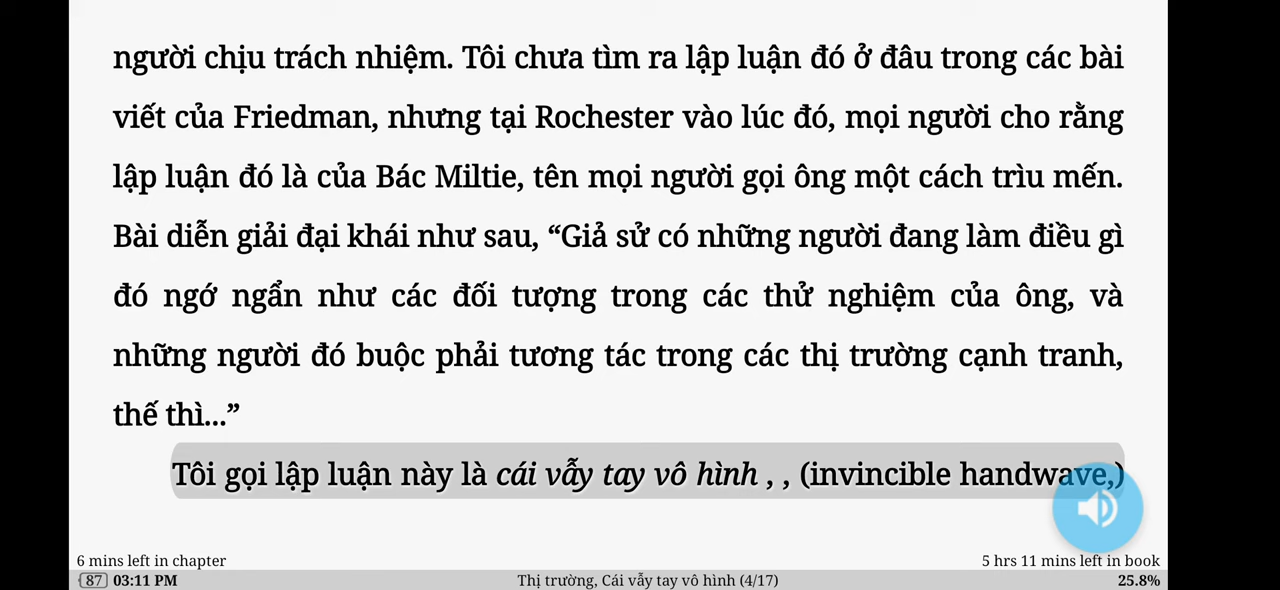 người chịu trách nhiệm. Tôi chưa tìm ra lập luận đó ở đâu trong các bài
viết của Friedman, nhưng tại Rochester vào lúc đó, mọi người cho rằng
lập luận đó là của Bác Miltie, tên mọi người gọi ông một cách trìu mến.
Bài diễn giải đại khái như sau, “Giả sử có những người đang làm điều gì
đó ngớ ngẩn như các đối tượng trong các thử nghiệm của ông, và
những người đó buộc phải tương tác trong các thị trường cạnh tranh,
thế thì...”
Tôi gọi lập luận này là cái vẫy tay vô hình , , (invincible handwave,)
6 mins left in chapter
5 hrs 11 mins left in book
87 03:11 PM
Thị trường, Cái vẫy tay vô hình (4/17)
25.8%